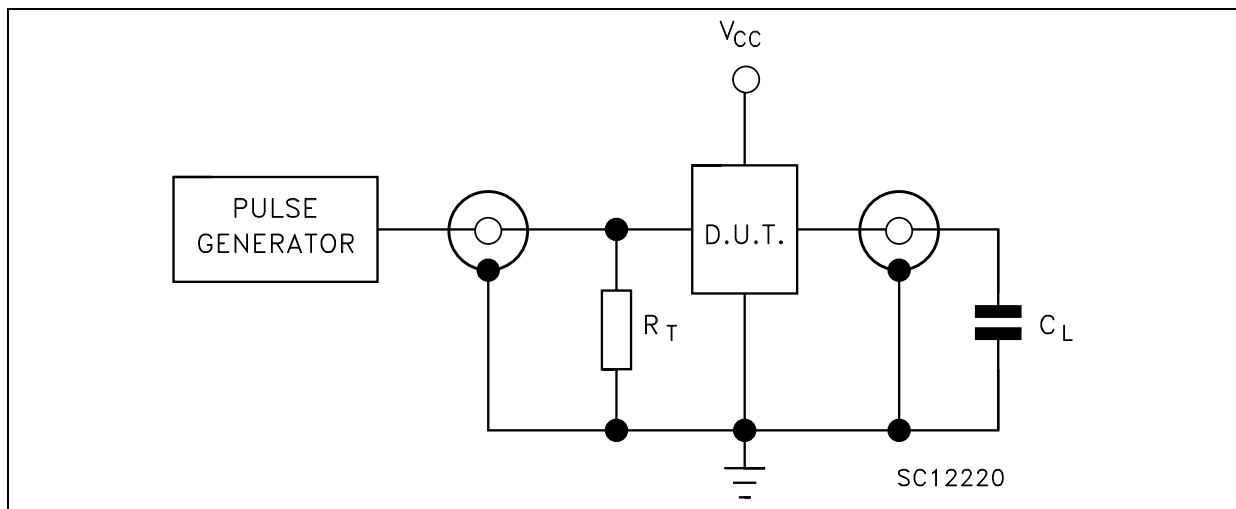 VCC
PULSE
GENERATOR
D.U.T.
RT
CL
SC12220